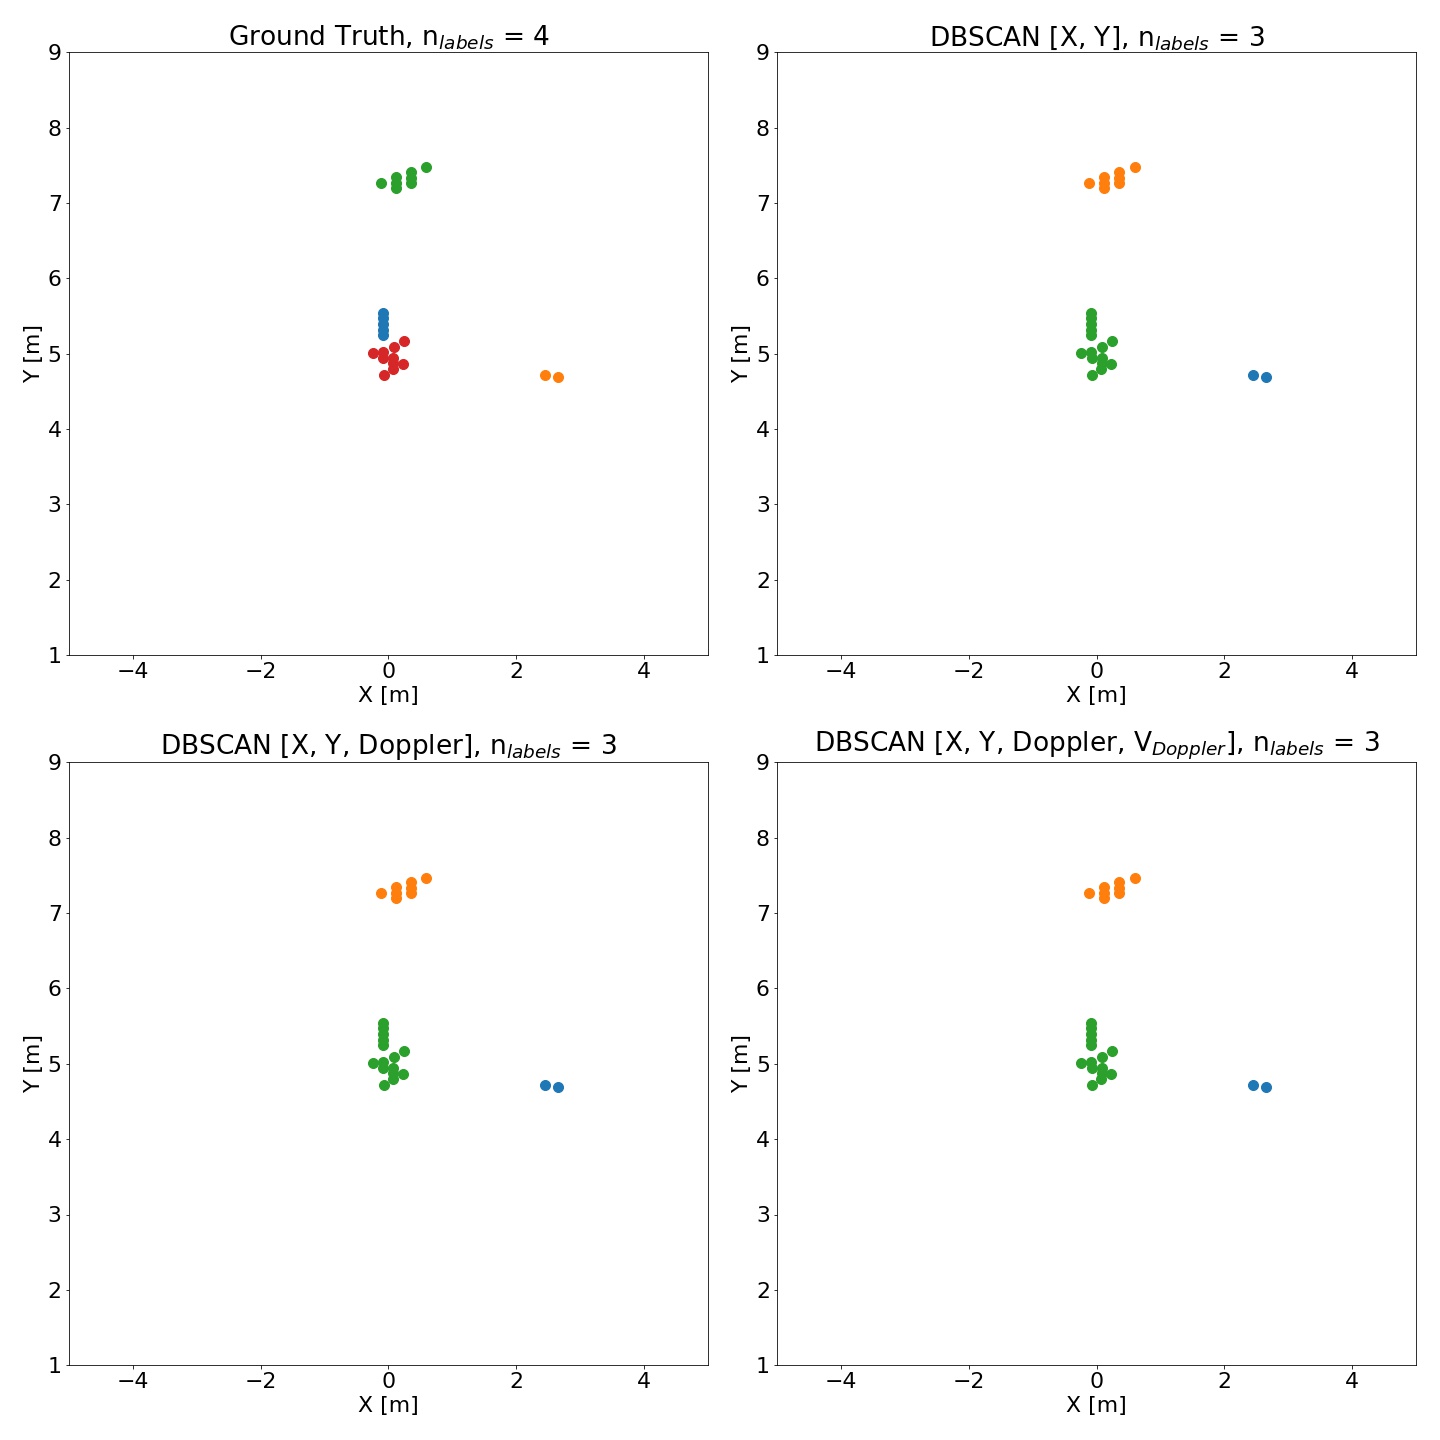 Ground Truth, n_labels = 4
9
8
7
6
5
4
3
2
1
Y [m]
−4 −2 0 2 4
X [m]
DBSCAN [X, Y], n_labels = 3
9
8
7
6
5
4
3
2
1
Y [m]
−4 −2 0 2 4
X [m]
DBSCAN [X, Y, Doppler], n_labels = 3
9
8
7
6
5
4
3
2
1
Y [m]
−4 −2 0 2 4
X [m]
DBSCAN [X, Y, Doppler, V_Doppler], n_labels = 3
9
8
7
6
5
4
3
2
1
Y [m]
−4 −2 0 2 4
X [m]